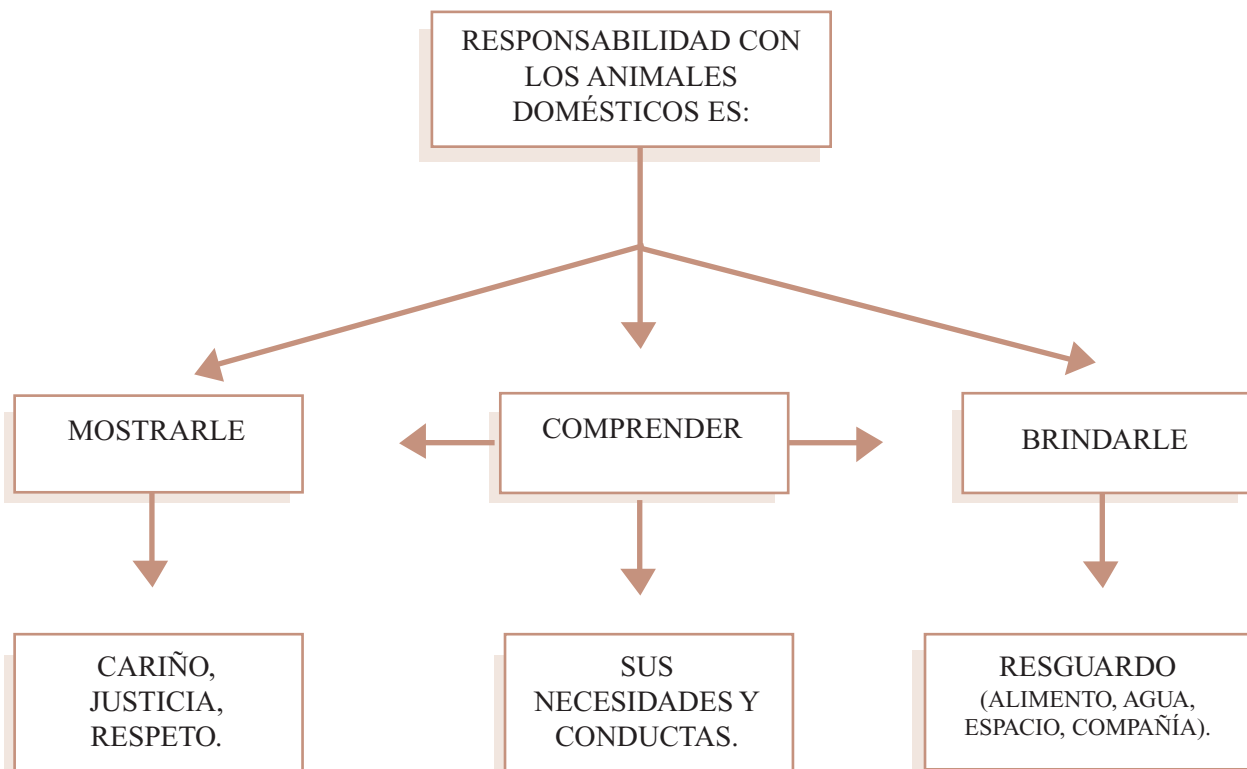 RESPONSABILIDAD CON
LOS ANIMALES
DOMÉSTICOS ES:
MOSTRARLE
COMPRENDER
BRINDARLE
CARIÑO,
JUSTICIA,
RESPETO.
SUS
NECESIDADES Y
CONDUCTAS.
RESGUARDO
(ALIMENTO, AGUA,
ESPACIO, COMPAÑÍA).